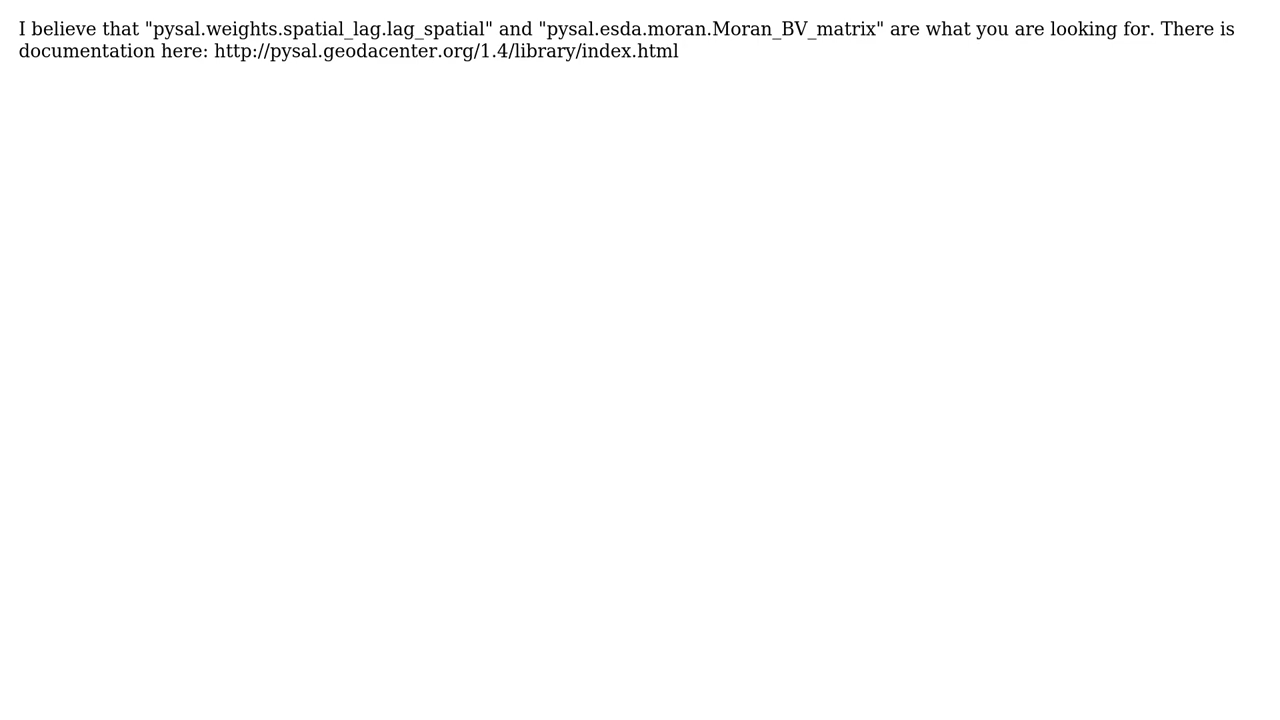 I believe that "pysal.weights.spatial_lag.lag_spatial" and "pysal.esda.moran.Moran_BV_matrix" are what you are looking for. There is
documentation here: http://pysal.geodacenter.org/1.4/library/index.html